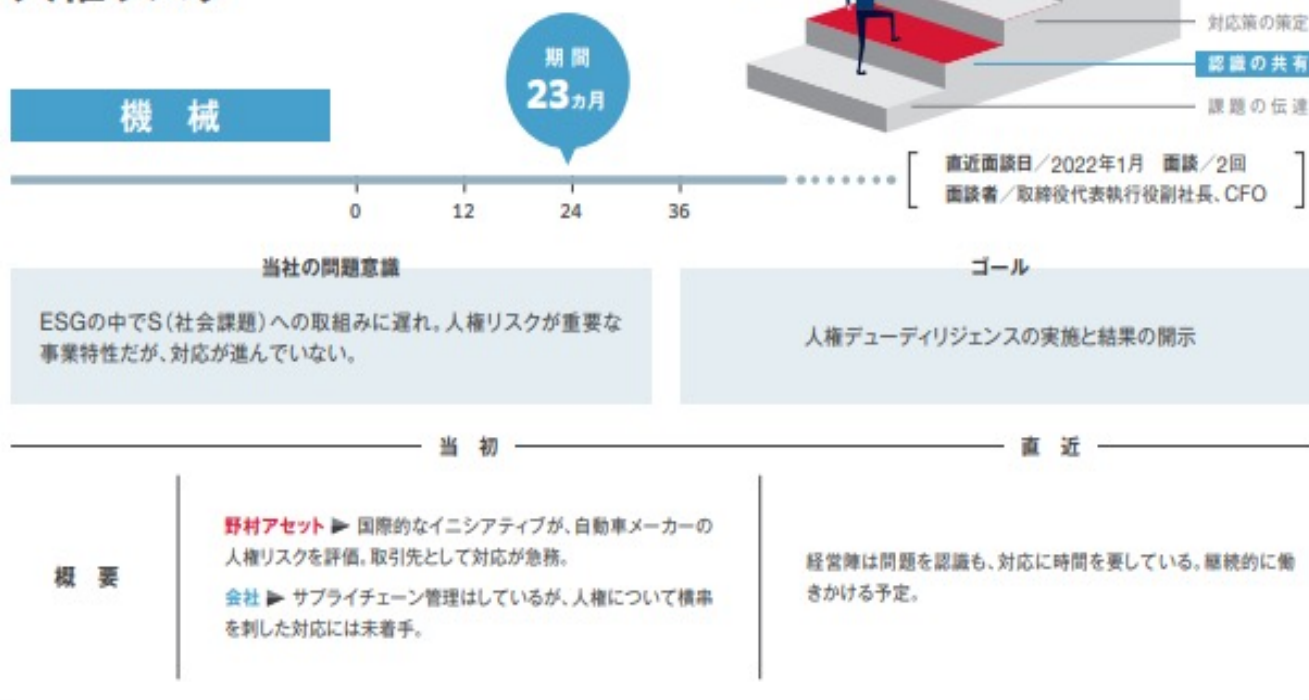 対応策の策定
期間
23ヵ月
認識の共有
機械
課題の伝達
直近面談日／2022年1月 面談／2回
面談者／取締役代表執行役副社長、CFO
0 12 24 36
当社の問題意識
ESGの中でS（社会課題）への取組みに遅れ。人権リスクが重要な
事業特性だが、対応が進んでいない。
ゴール
人権デューディリジェンスの実施と結果の開示
当初
直近
概要
野村アセット ▶ 国際的なイニシアティブが、自動車メーカーの
人権リスクを評価。取引先として対応が急務。
会社 ▶ サプライチェーン管理はしているが、人権について横串
を刺した対応には未着手。
経営陣は問題を認識も、対応に時間を要している。継続的に働
きかける予定。